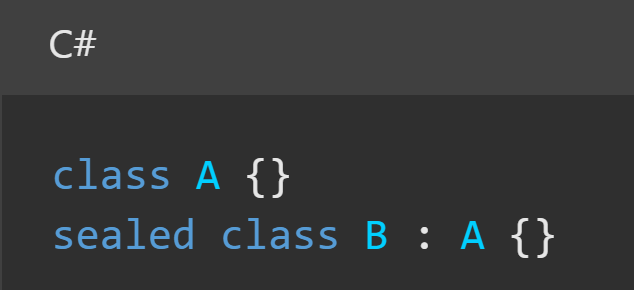 C#
class A {}
sealed class B : A {}